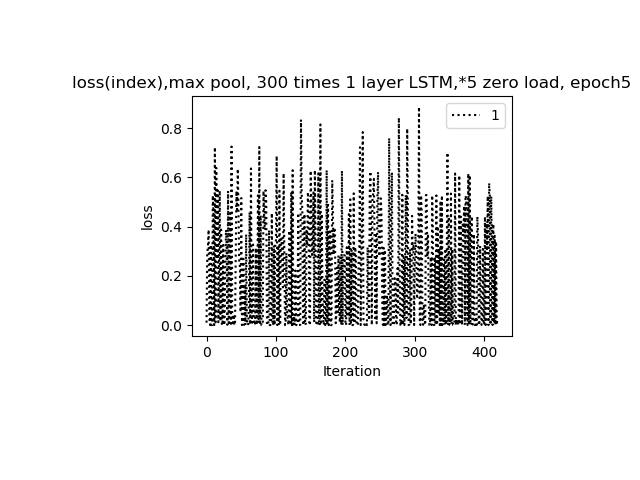 loss(index),max pool, 300 times 1 layer LSTM,*5 zero load, epoch5
1
0.8
0.6
0.4
0.2
0.0
loss
0 100 200 300 400
Iteration